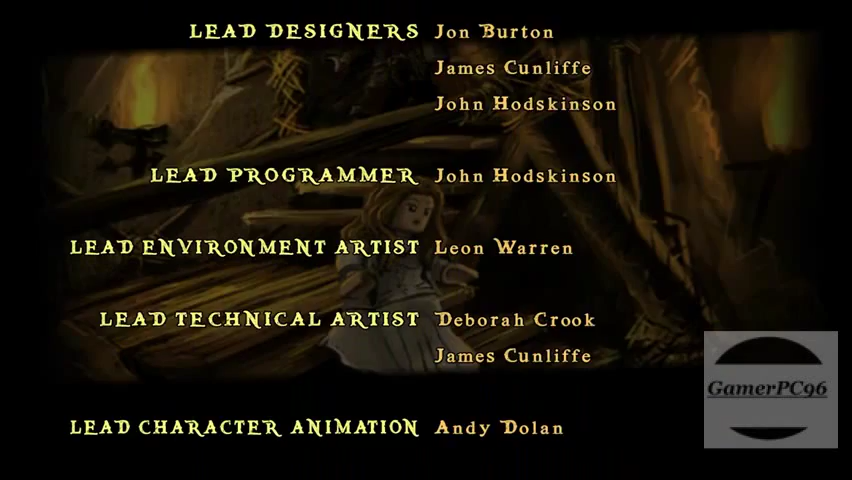 LEAD DESIGNERS Jon Burton
James Cunliffe
John Hodskinson
LEAD PROGRAMMER John Hodskinson
LEAD ENVIRONMENT ARTIST Leon Warren
LEAD TECHNICAL ARTIST Deborah Crook
James Cunliffe
GamerPC96
LEAD CHARACTER ANIMATION Andy Dolan